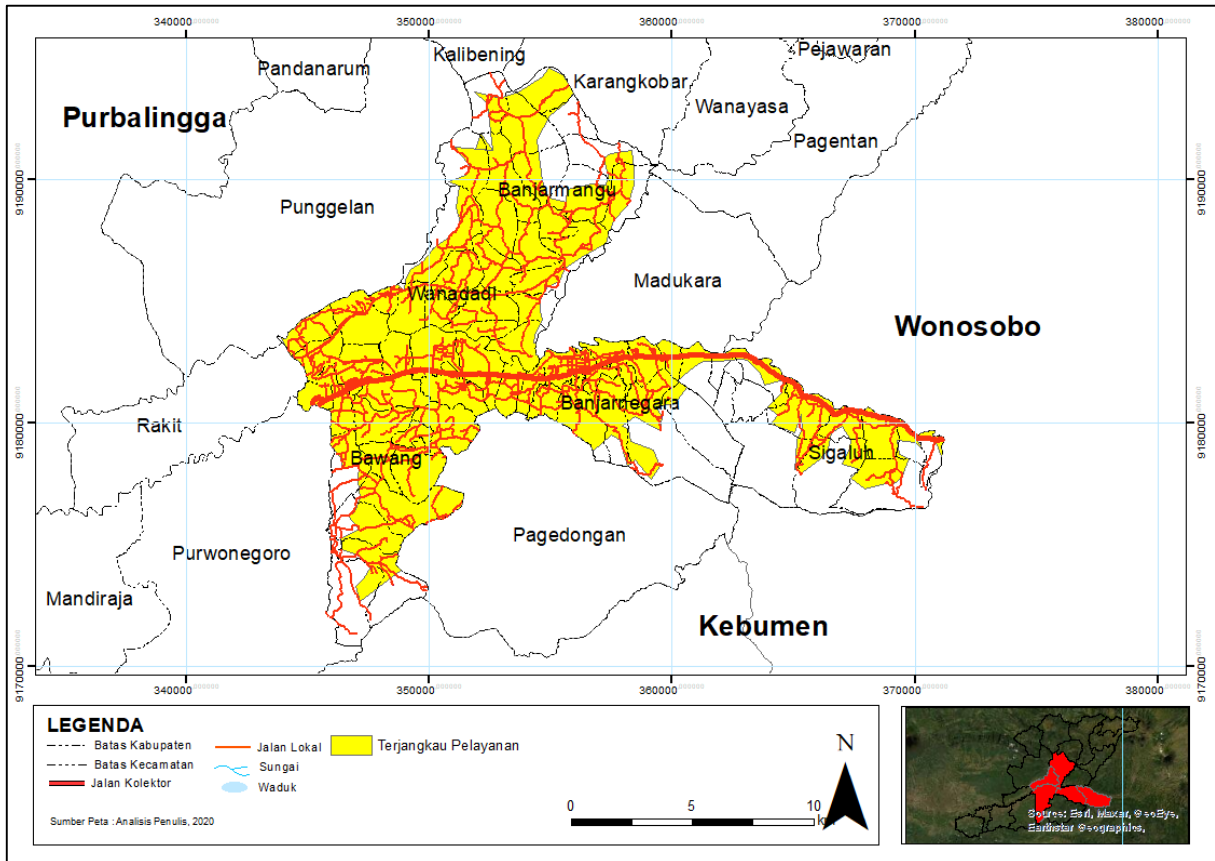 340000
350000
360000
370000
380000
Kalibening
Pejawaran
Pandanarum
Karangkobar
Wanayasa
Purbalingga
Pagentan
9190000
9190000
Banjarmangu
Punggelan
Madukara
Wanadadi
Wonosobo
Banjarnegara
Rakit
9180000
9180000
Bawang
Sigaluh
Pagedongan
Purwonegoro
Mandiraja
Kebumen
9170000
9170000
340000
350000
360000
370000
380000
LEGENDA
Batas Kabupaten
Batas Kecamatan
Jalan Kolektor
Jalan Lokal
Sungai
Waduk
Terjangkau Pelayanan
N
0 5 10
km
Sumber Peta : Analisis Penulis, 2020
Source: Esri, Maxar, GeoEye,
Earthstar Geographics,